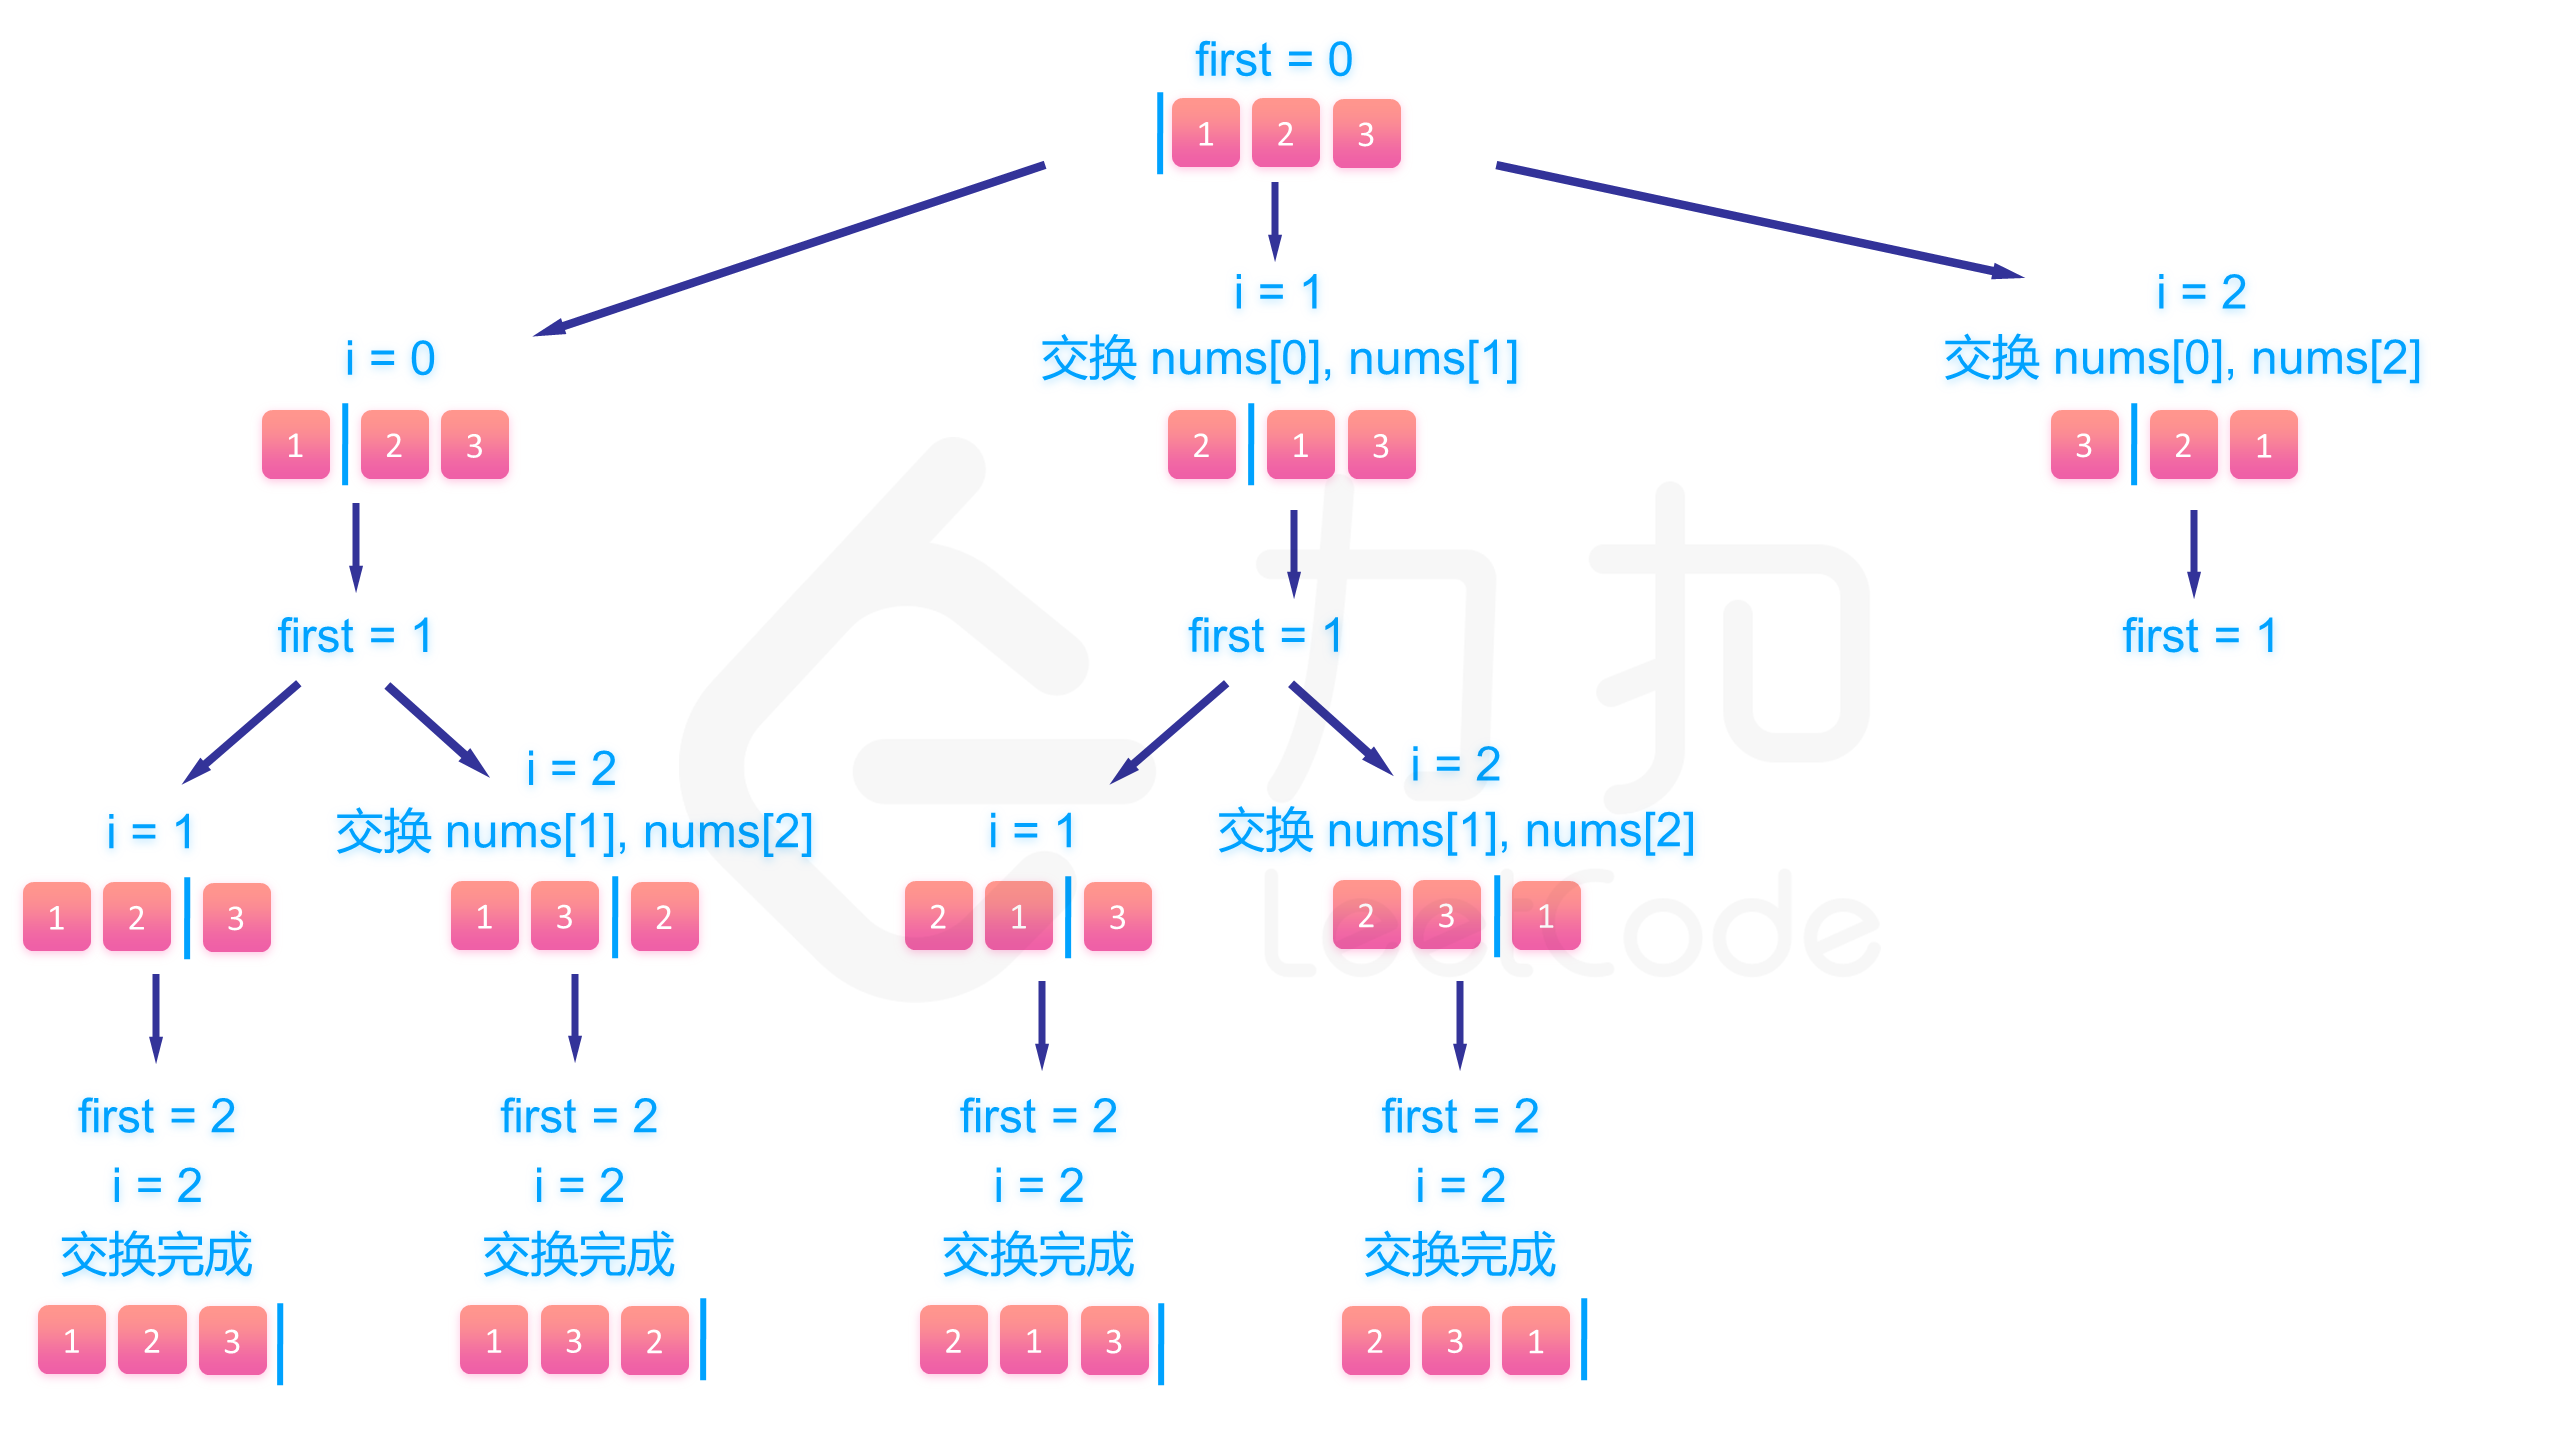 first = 0
1 2 3
i = 0
1 2 3
i = 1
交换 nums[0], nums[1]
2 1 3
i = 2
交换 nums[0], nums[2]
3 2 1
first = 1
first = 1
first = 1
i = 1
1 2 3
i = 2
交换 nums[1], nums[2]
1 3 2
i = 1
2 1 3
i = 2
交换 nums[1], nums[2]
2 3 1
力扣
LeetCode
first = 2
i = 2
交换完成
1 2 3
first = 2
i = 2
交换完成
1 3 2
first = 2
i = 2
交换完成
2 1 3
first = 2
i = 2
交换完成
2 3 1